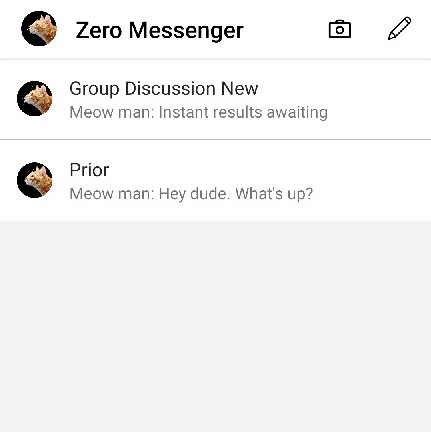 Zero Messenger
Group Discussion New
Meow man: Instant results awaiting
Prior
Meow man: Hey dude. What's up?